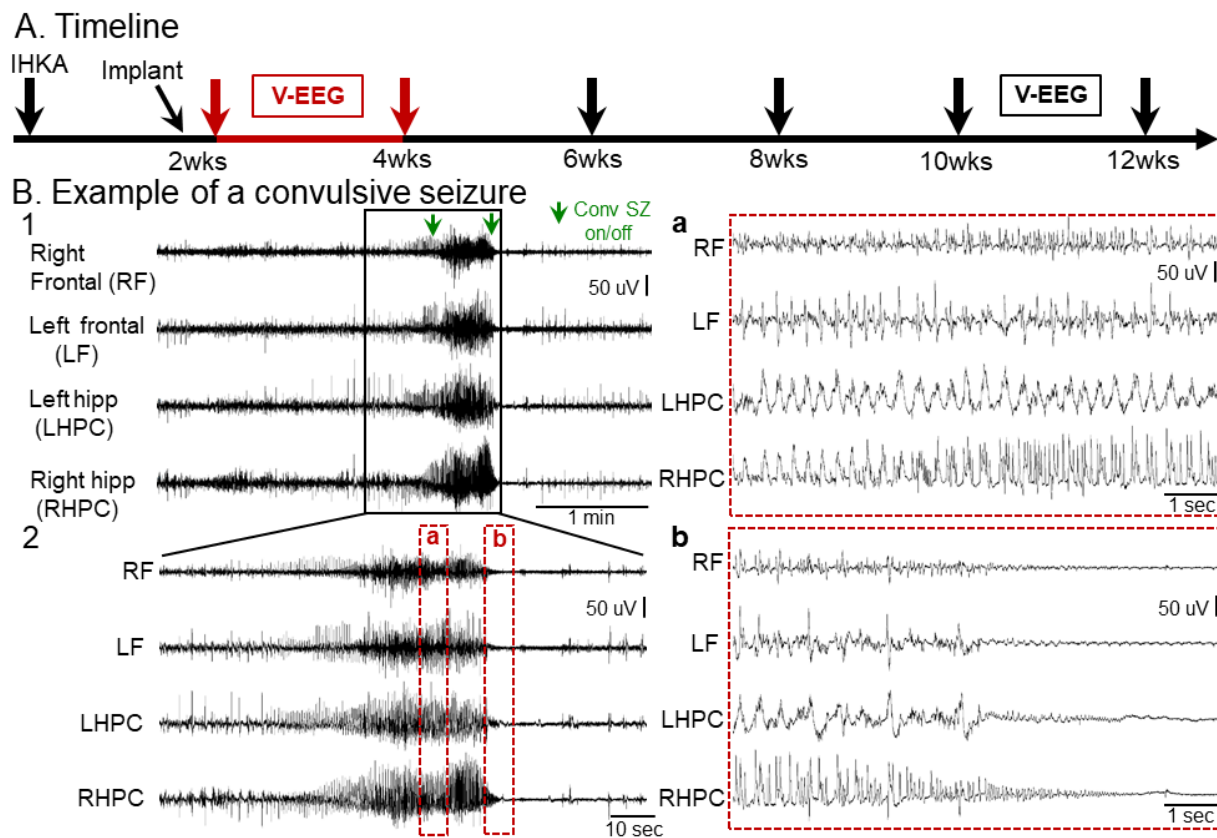 A. Timeline
IHKA
Implant
V-EEG
V-EEG
2wks
4wks
6wks
8wks
10wks
12wks
B. Example of a convulsive seizure
1
Right
Frontal (RF)
Left frontal
(LF)
Left hipp
(LHPC)
Right hipp
(RHPC)
Conv SZ
on/off
50 uV
1 min
a
RF
LF
LHPC
RHPC
50 uV
1 sec
2
a
b
RF
LF
LHPC
RHPC
50 uV
10 sec
b
RF
LF
LHPC
RHPC
50 uV
1 sec